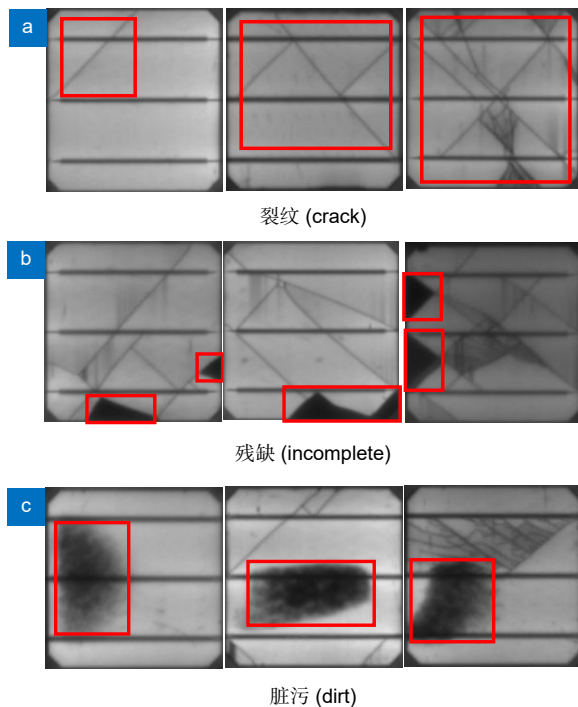 a
裂纹 (crack)
b
残缺 (incomplete)
c
脏污 (dirt)